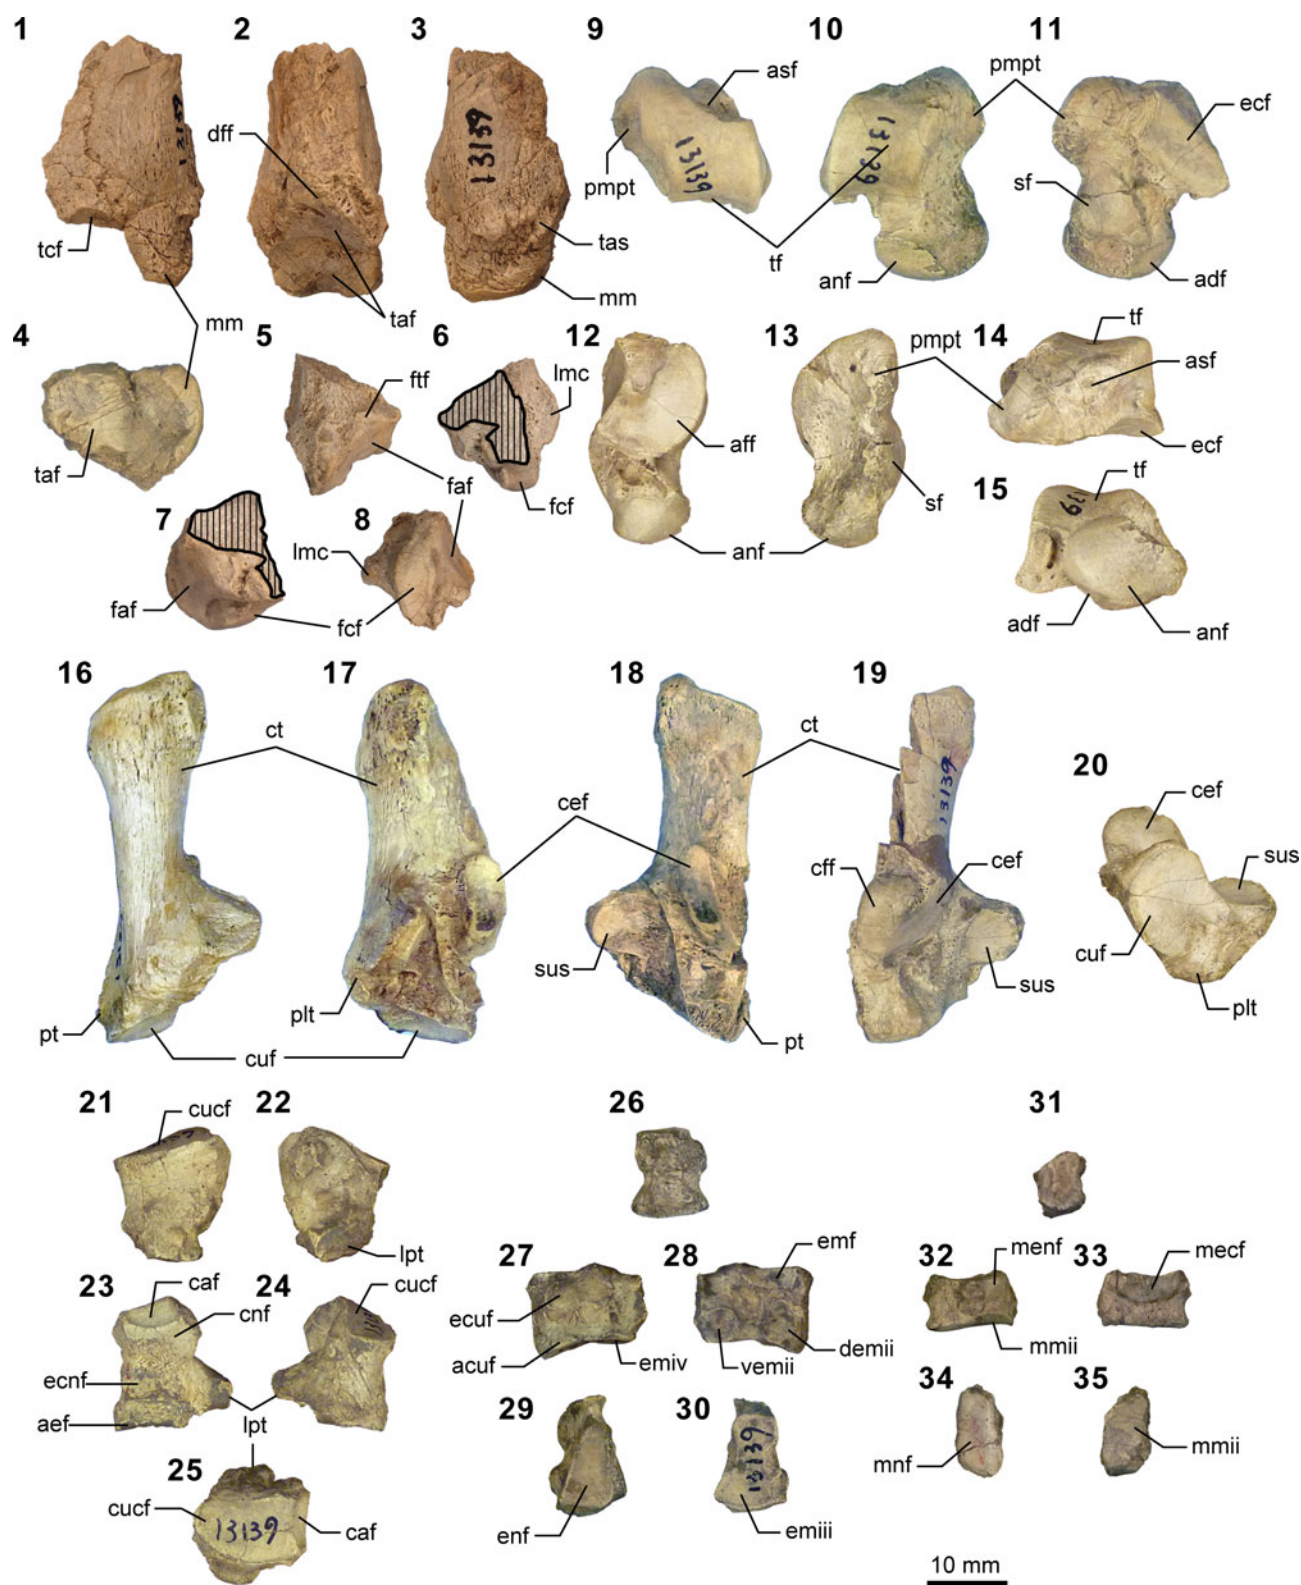 1
2
3
9
10
11
pmpt
asf
ecf
dff
13139
13139
13139
13139
13139
pmpt
sf
tcf
tas
tf
anf
adf
mm
taf
mm
4
5
6
12
13
14
tf
ftf
lmc
pmpt
asf
aff
ecf
taf
faf
sf
15
tf
7
8
fcf
lmc
anf
faf
fcf
adf
anf
16
17
18
19
ct
ct
20
13139
cef
cef
cff
cef
sus
sus
sus
cuf
plt
plt
pt
pt
cuf
21
22
26
31
cucf
lpt
emf
menf
23
24
27
28
32
33
mecf
caf
cucf
cnf
ecuf
ecnf
acuf
emiv
vemii
demii
mmii
aef
lpt
29
30
34
35
13139
mnf
mmii
25
cucf
13139
caf
enf
emiii
10 mm